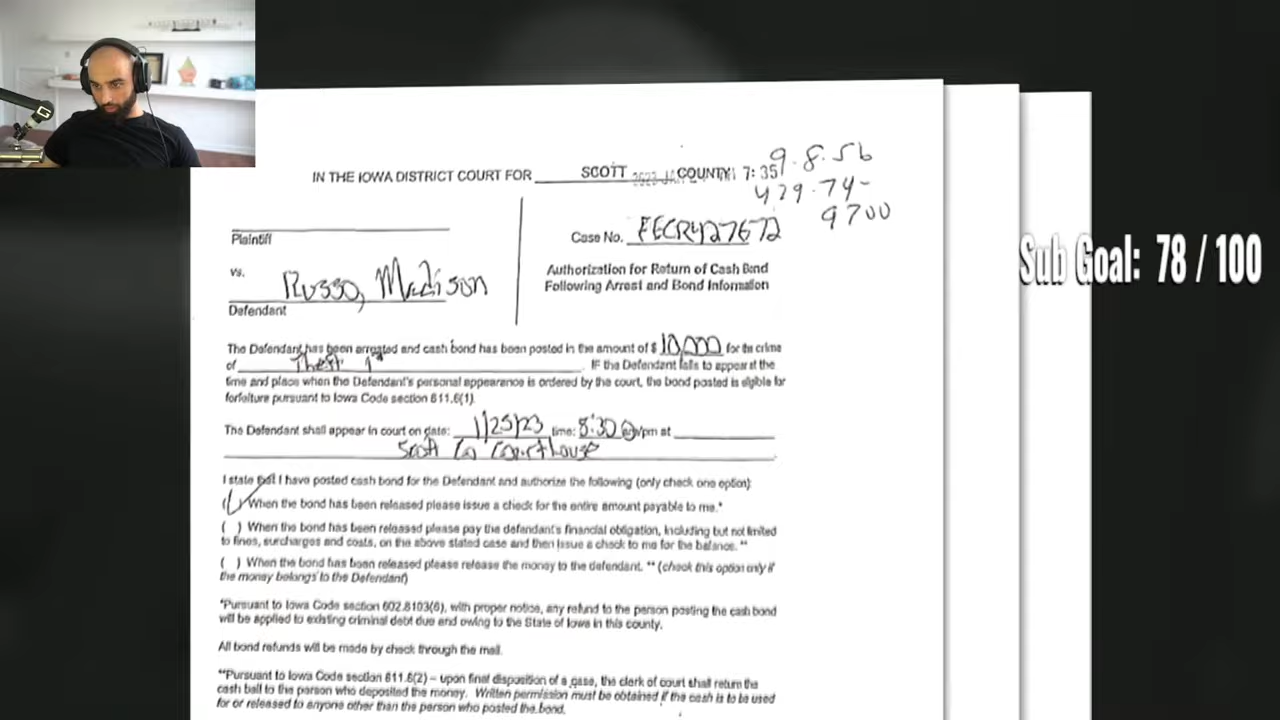 9.8.56
IN THE IOWA DISTRICT COURT FOR SCOTT COUNTY 7:35
429.74-
9700
Case No. FECR427672
Plaintiff
vs.
Russo, Madison
Defendant
Authorization for Return of Cash Bond
Following Arrest and Bond Information
Sub Goal: 78 / 100
The Defendant has been arrested and cash bond has been posted in the amount of $ 10,000 for the crime
of Theft 1st. IF the Defendant fails to appear at the
time and place when the Defendant's personal appearance is ordered by the court, the bond posted is eligible for
forfeiture pursuant to Iowa Code section 811.6(1).
The Defendant shall appear in court on date: 1/25/23 time: 8:30 am/pm at
Scott Co Courthouse
I state that I have posted cash bond for the Defendant and authorize the following (only check one option):
(✓) When the bond has been released please issue a check for the entire amount payable to me.*
( ) When the bond has been released please pay the defendant's financial obligation, including but not limited
to fines, surcharges and costs, on the above stated case and then issue a check to me for the balance. **
( ) When the bond has been released please release the money to the defendant. ** (check this option only if
the money belongs to the Defendant)
*Pursuant to Iowa Code section 602.8103(6), with proper notice, any refund to the person posting the cash bond
will be applied to existing criminal debt due and owing to the State of Iowa in this county.
All bond refunds will be made by check through the mail.
**Pursuant to Iowa Code section 811.8(2) – upon final disposition of a case, the clerk of court shall return the
cash bail to the person who deposited the money. Written permission must be obtained if the cash is to be used
for or released to anyone other than the person who posted the bond.